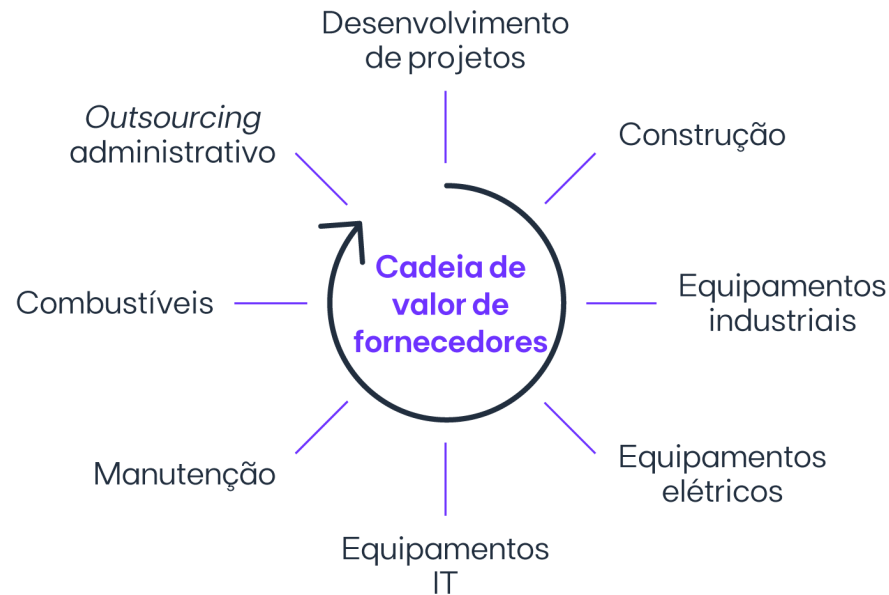 Desenvolvimento
de projetos
Construção
Equipamentos
industriais
Equipamentos
elétricos
Equipamentos
IT
Manutenção
Combustíveis
Outsourcing
administrativo
Cadeia de
valor de
fornecedores